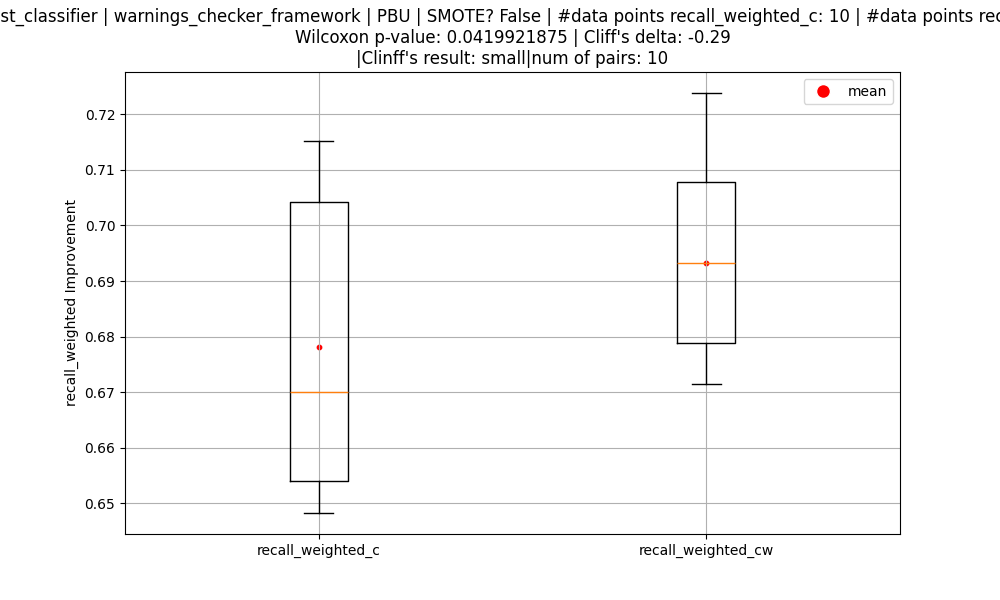 st_classifier | warnings_checker_framework | PBU | SMOTE? False | #data points recall_weighted_c: 10 | #data points rec
Wilcoxon p-value: 0.0419921875 | Cliff's delta: -0.29
|Clinff's result: small|num of pairs: 10
mean
0.72
0.71
0.70
0.69
0.68
0.67
0.66
0.65
recall_weighted Improvement
recall_weighted_c
recall_weighted_cw